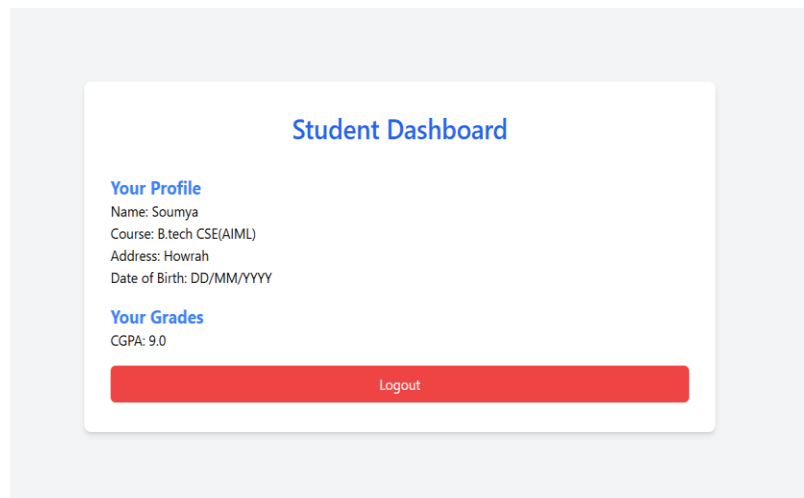 Student Dashboard
Your Profile
Name: Soumya
Course: B.tech CSE(AIML)
Address: Howrah
Date of Birth: DD/MM/YYYY
Your Grades
CGPA: 9.0
Logout